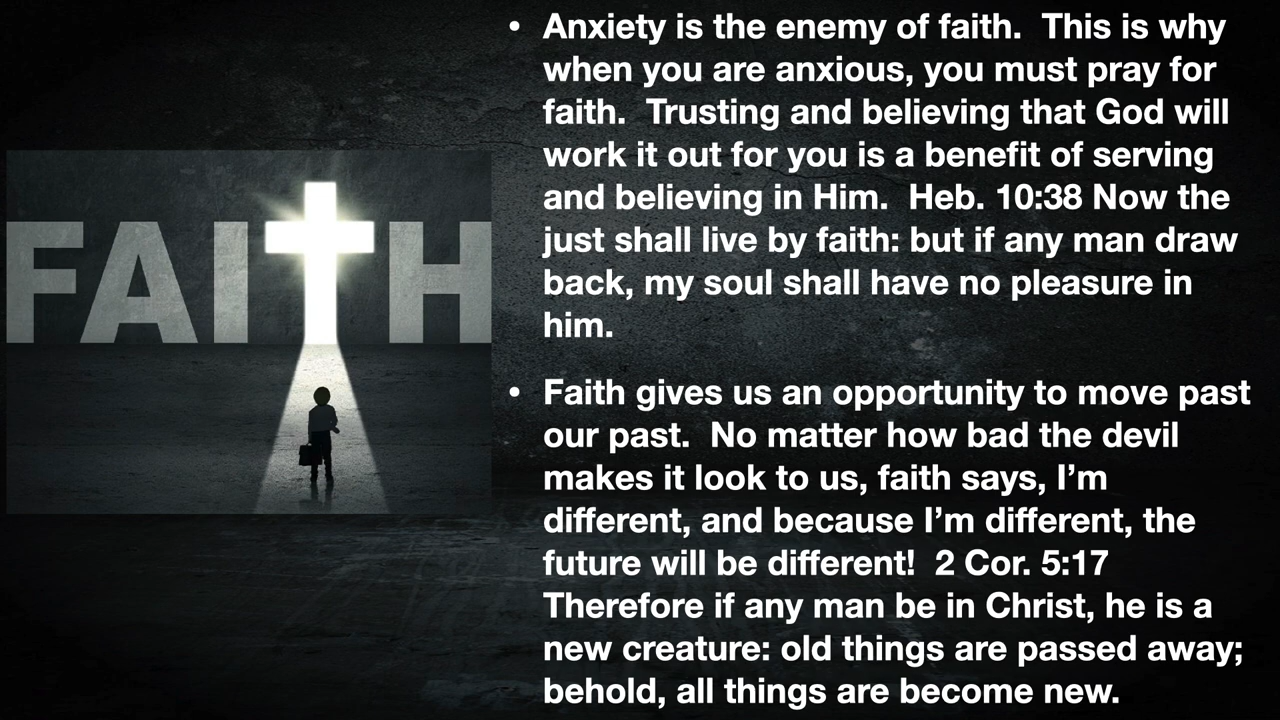 FAITH
• Anxiety is the enemy of faith.  This is why
when you are anxious, you must pray for
faith.  Trusting and believing that God will
work it out for you is a benefit of serving
and believing in Him.  Heb. 10:38 Now the
just shall live by faith: but if any man draw
back, my soul shall have no pleasure in
him.
• Faith gives us an opportunity to move past
our past.  No matter how bad the devil
makes it look to us, faith says, I’m
different, and because I’m different, the
future will be different!  2 Cor. 5:17
Therefore if any man be in Christ, he is a
new creature: old things are passed away;
behold, all things are become new.